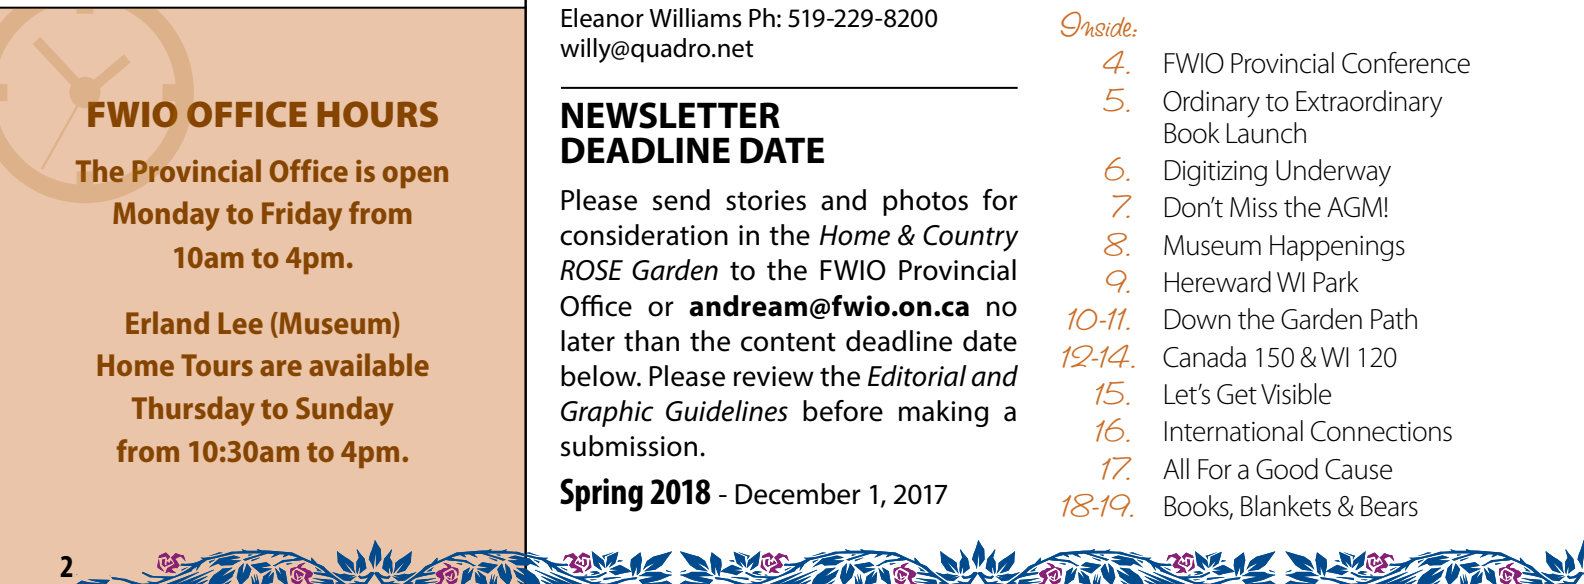 FWIO OFFICE HOURS
The Provincial Office is open
Monday to Friday from
10am to 4pm.
Erland Lee (Museum)
Home Tours are available
Thursday to Sunday
from 10:30am to 4pm.
2
Eleanor Williams Ph: 519-229-8200
willy@quadro.net
NEWSLETTER
DEADLINE DATE
Please send stories and photos for
consideration in the Home & Country
ROSE Garden to the FWIO Provincial
Office or andream@fwio.on.ca no
later than the content deadline date
below. Please review the Editorial and
Graphic Guidelines before making a
submission.
Spring 2018 - December 1, 2017
Inside:
4. FWIO Provincial Conference
5. Ordinary to Extraordinary
Book Launch
6. Digitizing Underway
7. Don't Miss the AGM!
8. Museum Happenings
9. Hereward WI Park
10-11. Down the Garden Path
12-14. Canada 150 & WI 120
15. Let's Get Visible
16. International Connections
17. All For a Good Cause
18-19. Books, Blankets & Bears